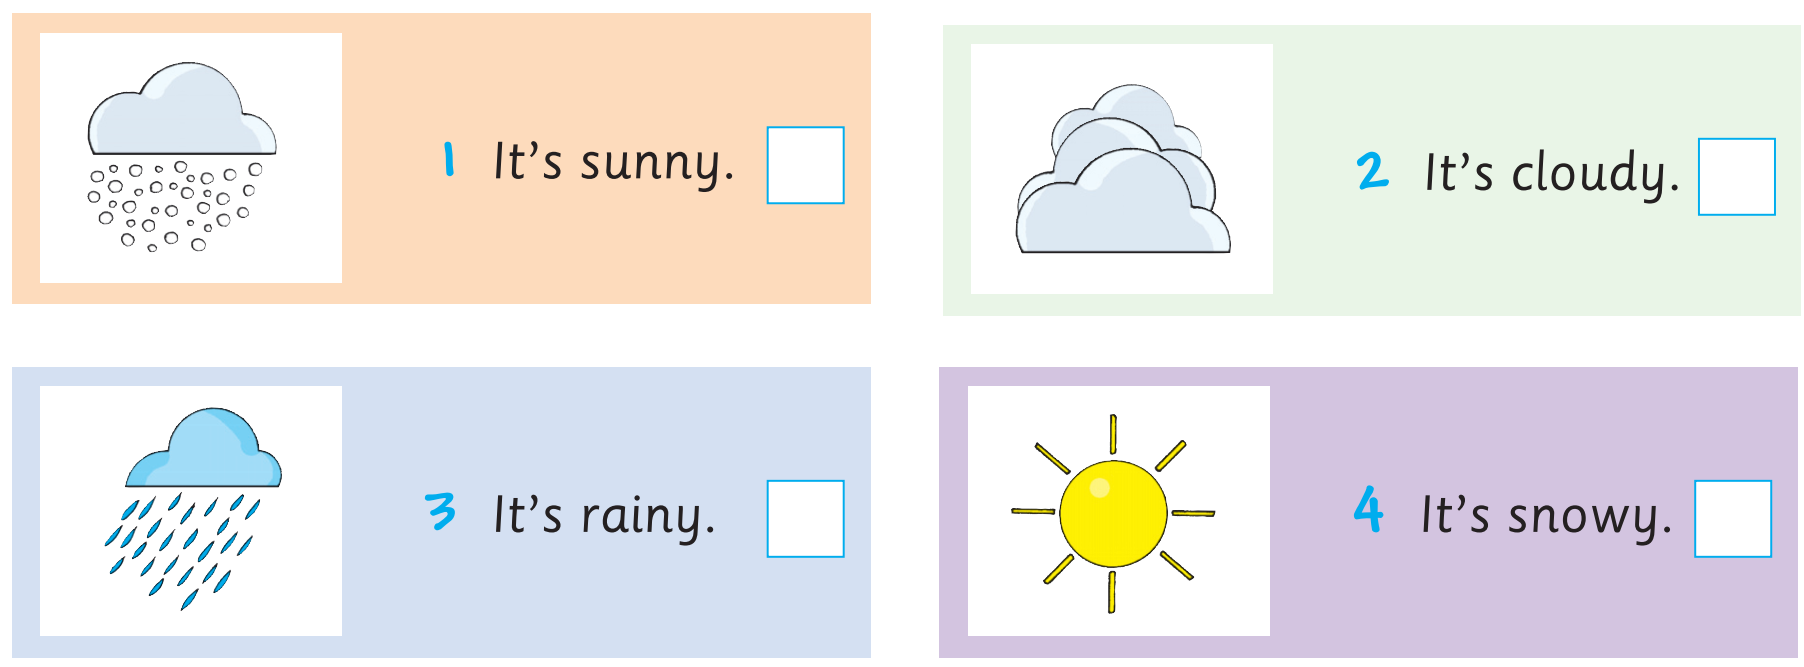 1 It’s sunny.
2 It’s cloudy.
3 It’s rainy.
4 It’s snowy.